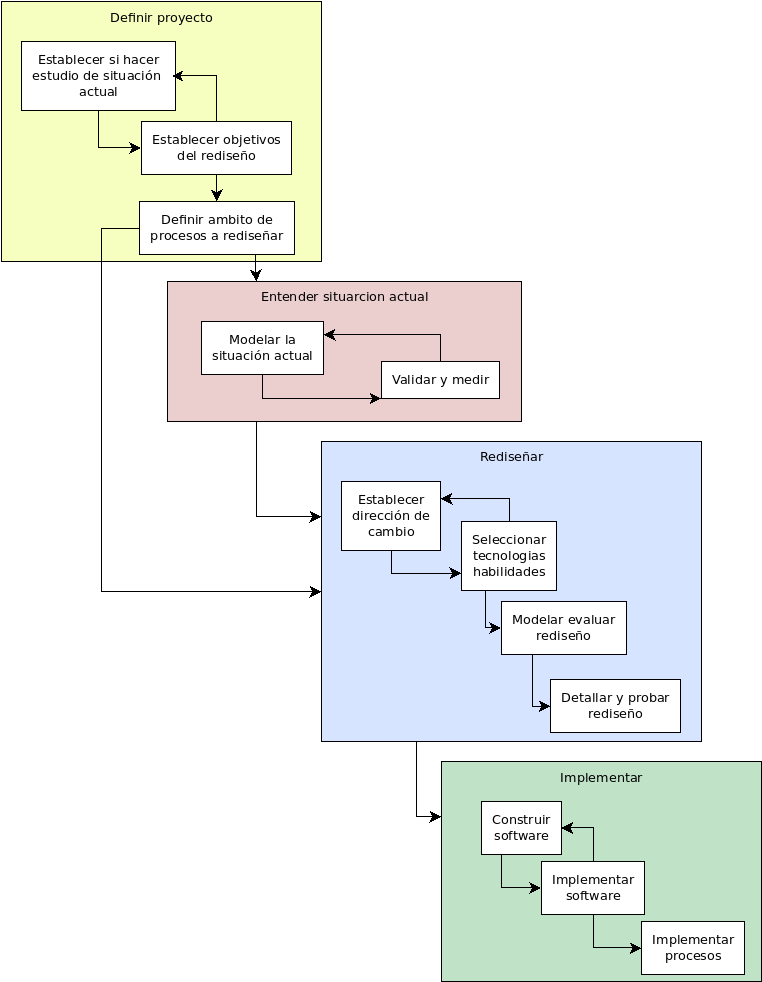 Definir proyecto
Establecer si hacer
estudio de situación
actual
Establecer objetivos
del rediseño
Definir ambito de
procesos a rediseñar
Entender situarcion actual
Modelar la
situación actual
Validar y medir
Rediseñar
Establecer
dirección de
cambio
Seleccionar
tecnologias
habilidades
Modelar evaluar
rediseño
Detallar y probar
rediseño
Implementar
Construir
software
Implementar
software
Implementar
procesos